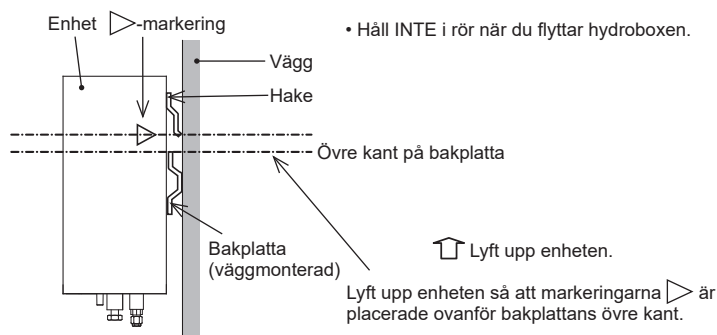 Enhet ▷-markering
• Håll INTE i rör när du flyttar hydroboxen.
Vägg
Hake
Övre kant på bakplatta
Bakplatta
(väggmonterad)
Lyft upp enheten.
Lyft upp enheten så att markeringarna ▷ är
placerade ovanför bakplattans övre kant.